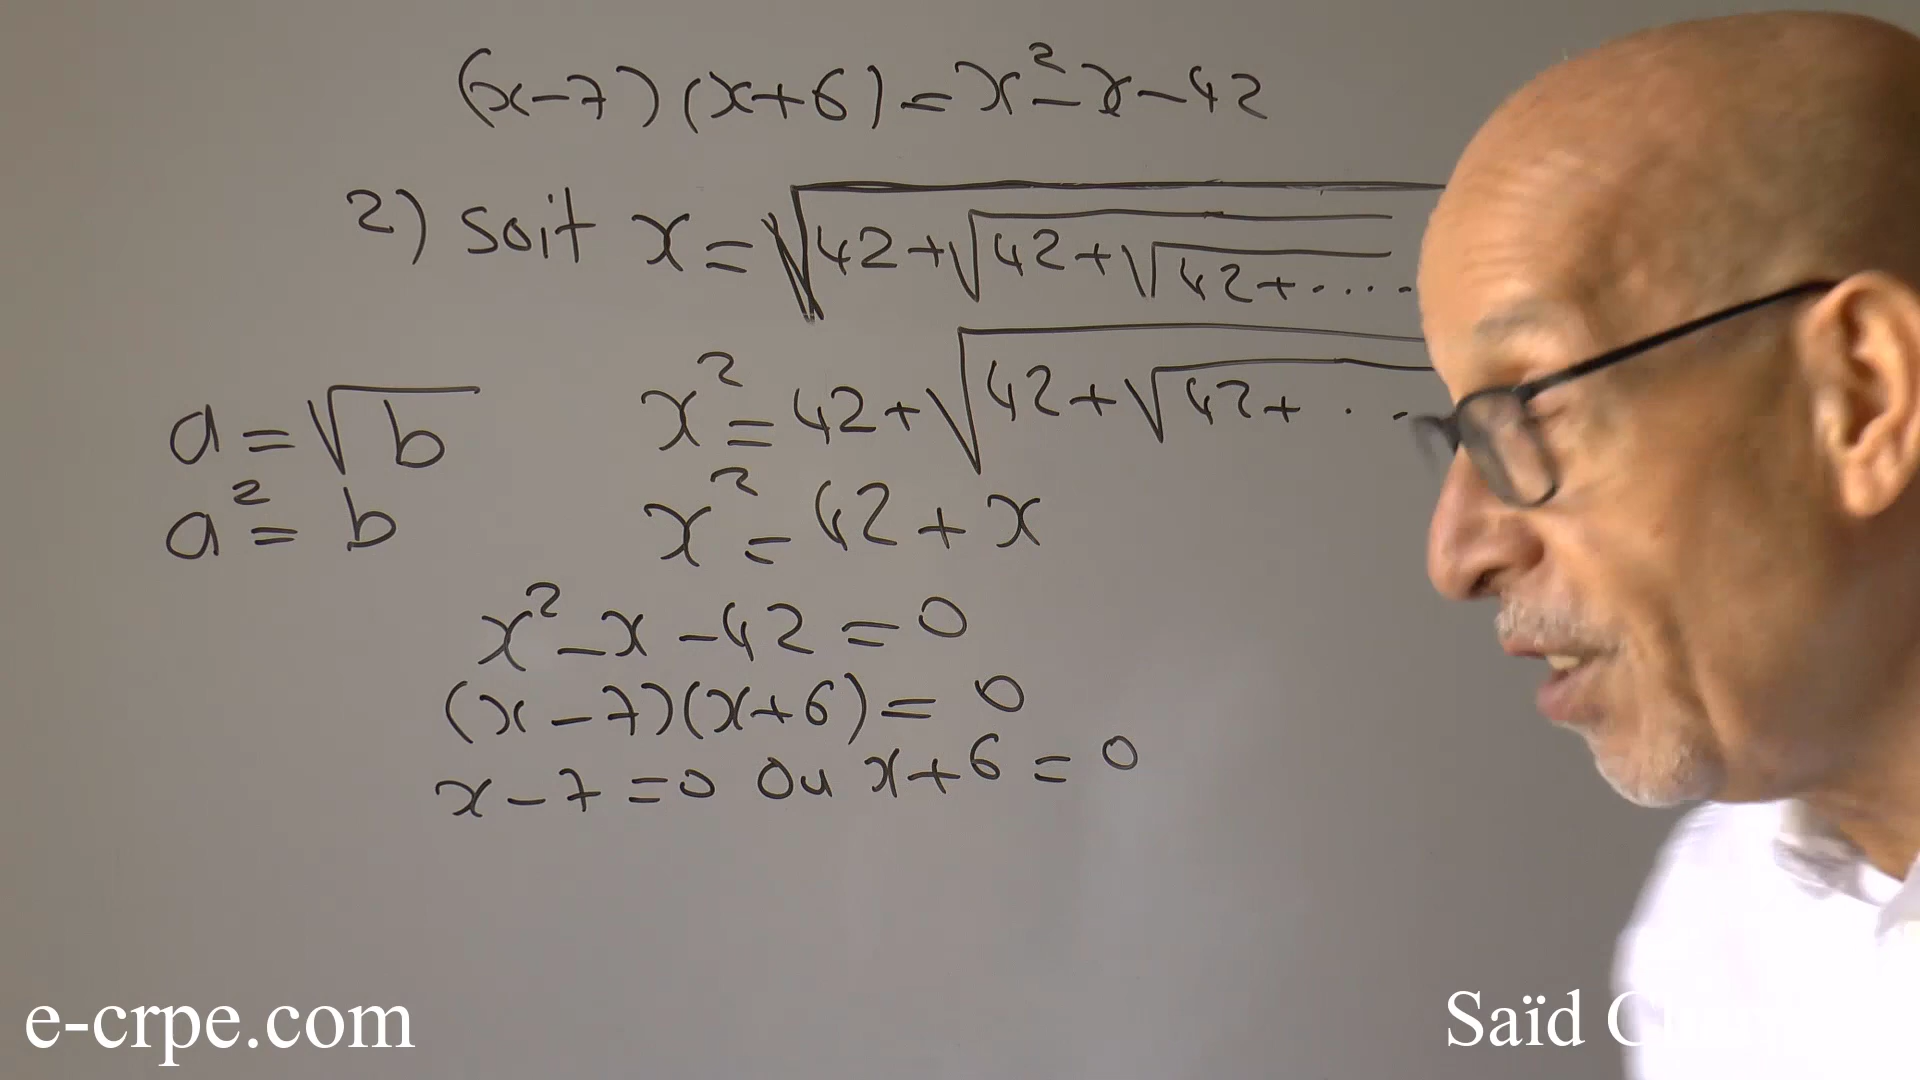 (x-7)(x+6)=x²-x-42
2) soit x=√42+√42+√42+.....
x²=42+√42+√42+...
a=√b
a²=b
x²=42+x
x²-x-42=0
(x-7)(x+6)=0
x-7=0 ou x+6=0
e-crpe.com
Saïd